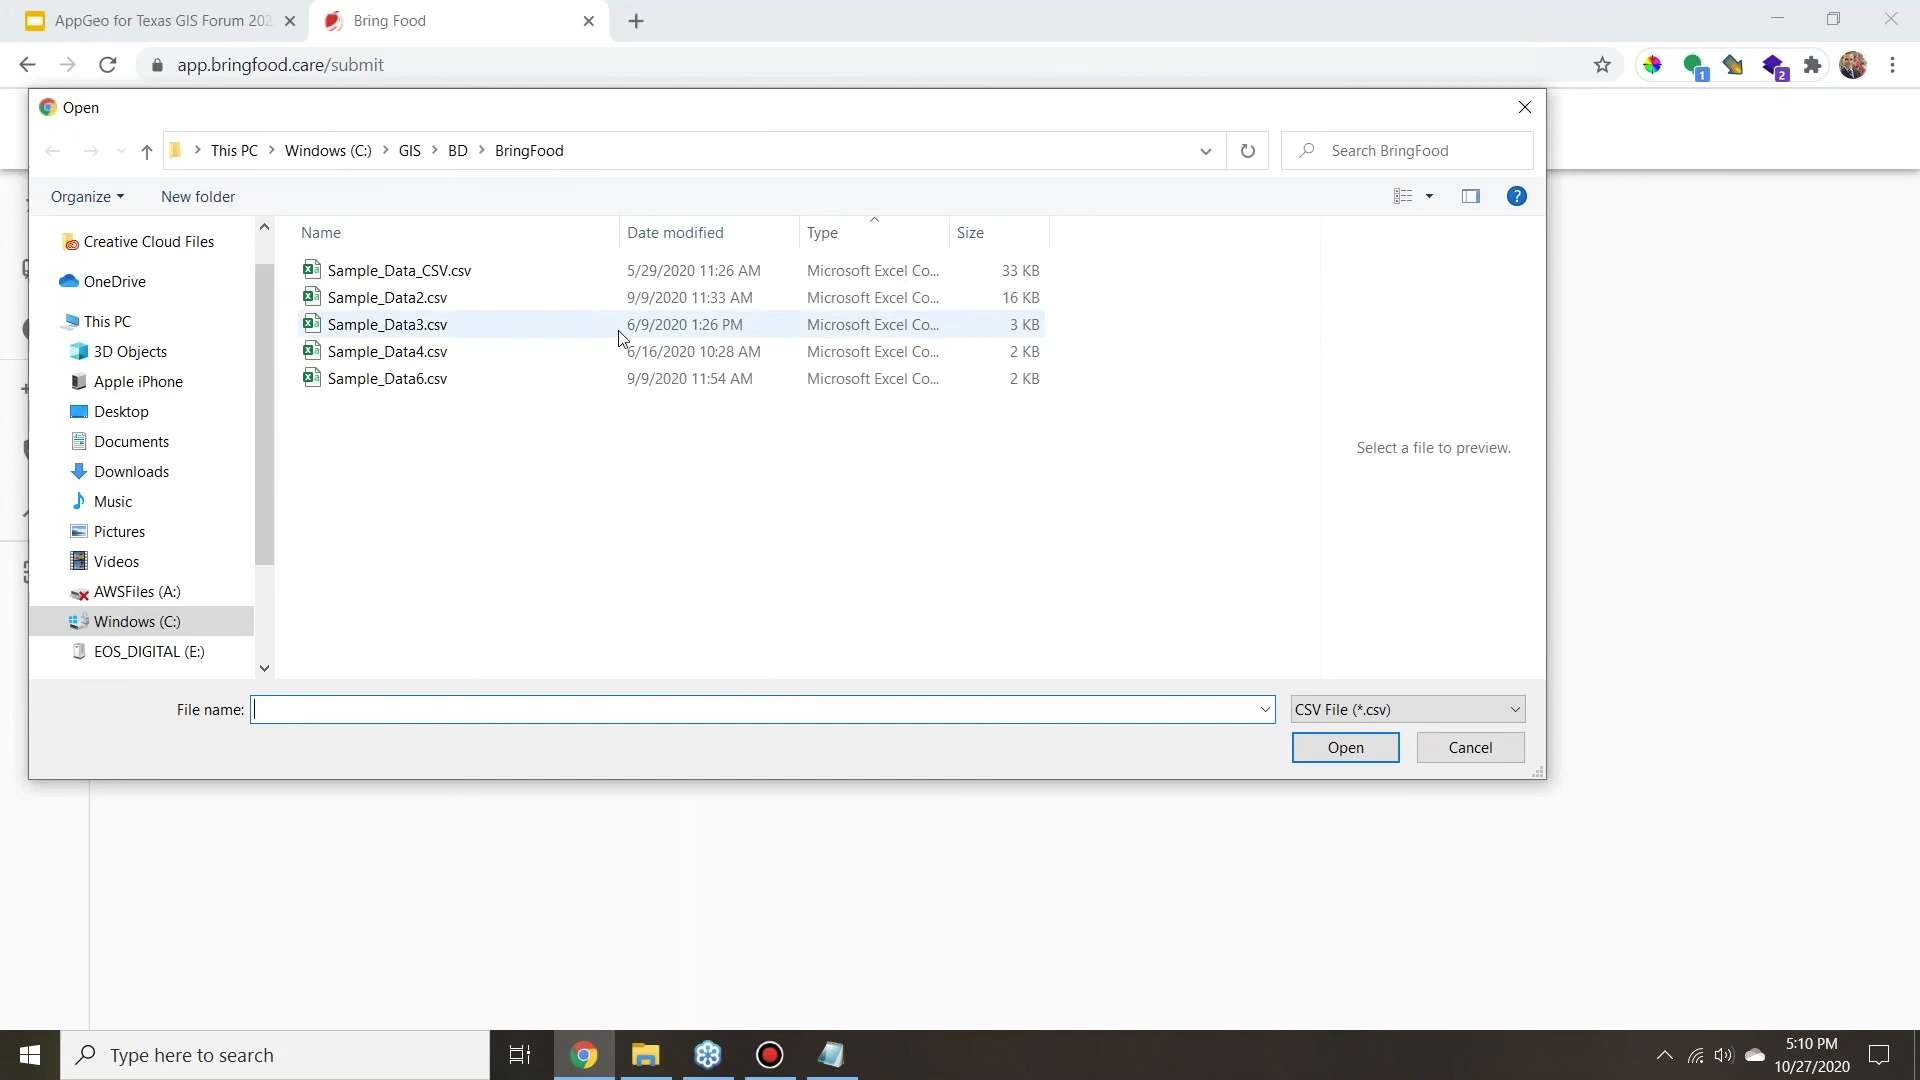 AppGeo for Texas GIS Forum 202
Bring Food
app.bringfood.care/submit
1
2
Open
This PC
Windows (C:)
GIS
BD
BringFood
Search BringFood
Organize
New folder
?
Name
Date modified
Type
Size
Creative Cloud Files
OneDrive
This PC
3D Objects
Apple iPhone
Desktop
Documents
Downloads
Music
Pictures
Videos
AWSFiles (A:)
Windows (C:)
EOS_DIGITAL (E:)
Sample_Data_CSV.csv 5/29/2020 11:26 AM Microsoft Excel Co... 33 KB
Sample_Data2.csv 9/9/2020 11:33 AM Microsoft Excel Co... 16 KB
Sample_Data3.csv 6/9/2020 1:26 PM Microsoft Excel Co... 3 KB
Sample_Data4.csv 6/16/2020 10:28 AM Microsoft Excel Co... 2 KB
Sample_Data6.csv 9/9/2020 11:54 AM Microsoft Excel Co... 2 KB
Select a file to preview.
File name:
CSV File (*.csv)
Open
Cancel
Type here to search
5:10 PM
10/27/2020